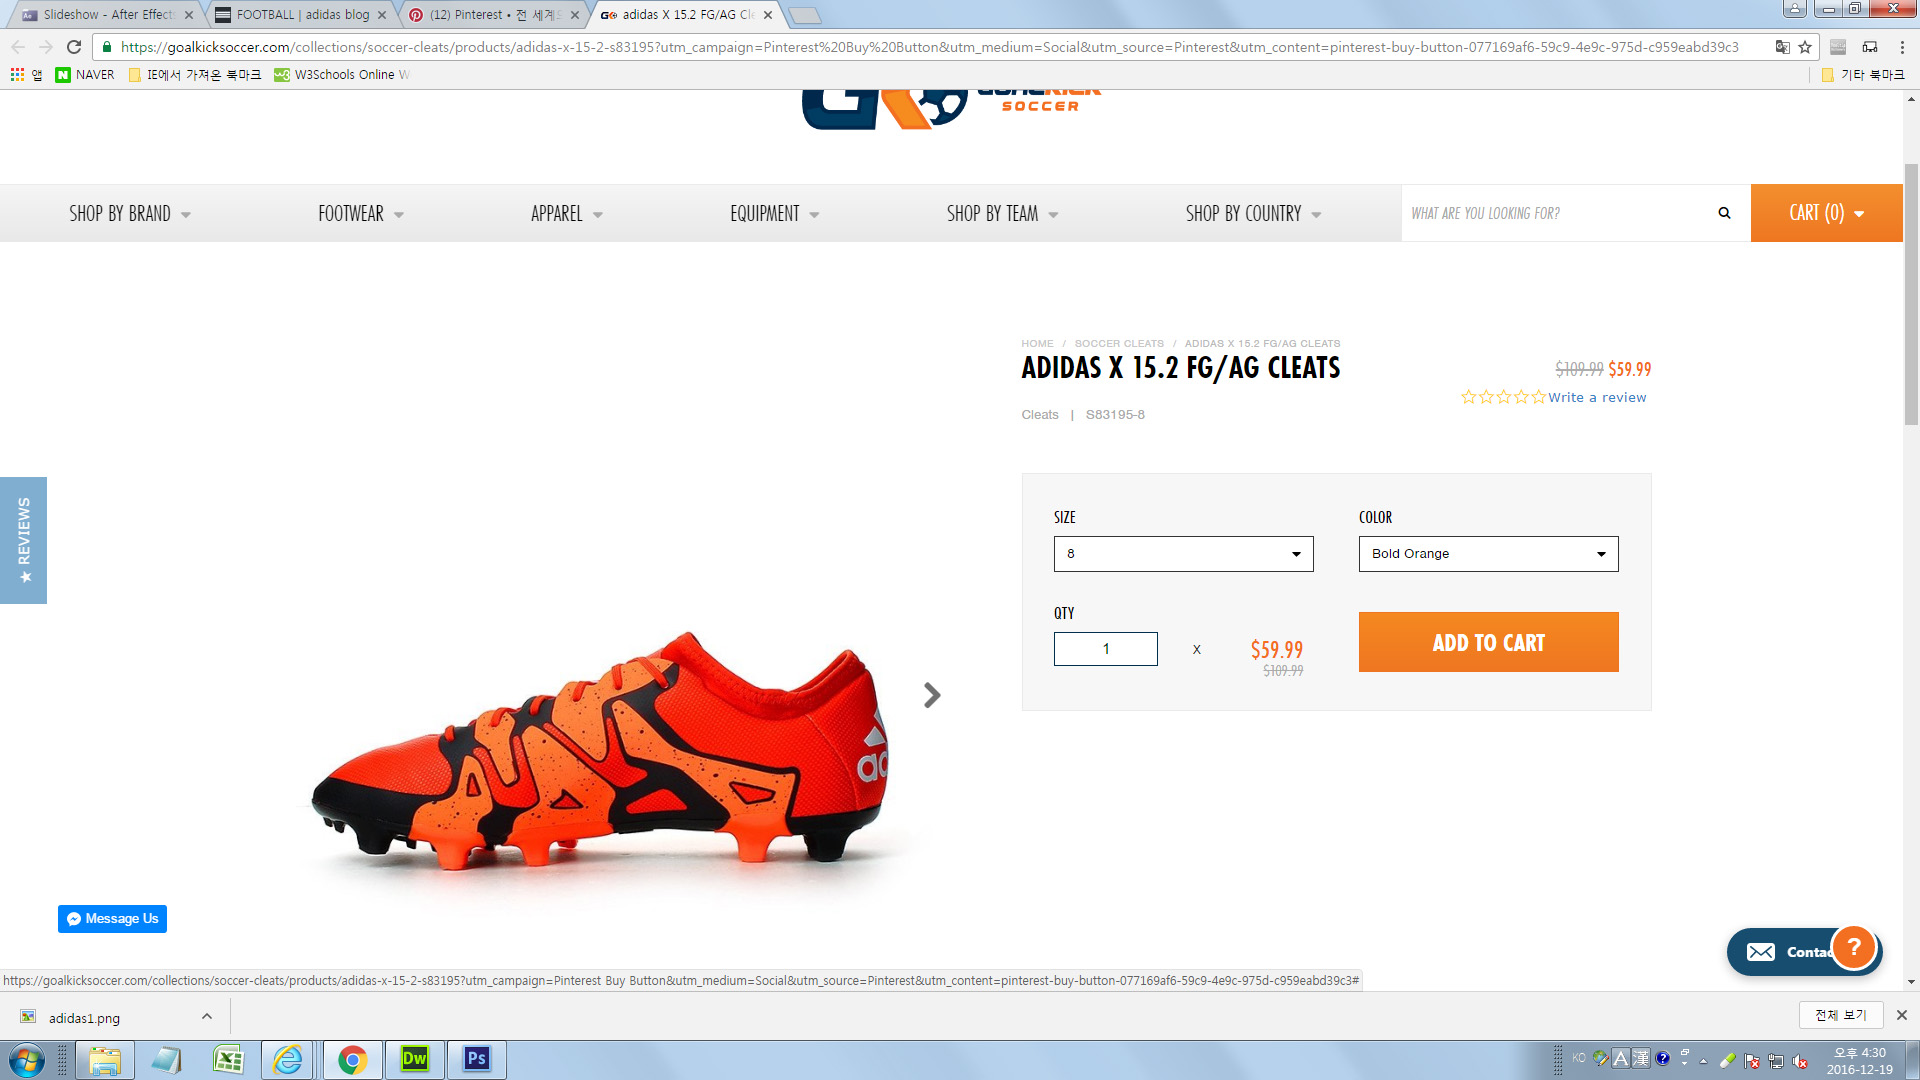 Slideshow - After Effects
FOOTBALL | adidas blog
(12) Pinterest • 전 세계의
adidas X 15.2 FG/AG Cle
https://goalkicksoccer.com/collections/soccer-cleats/products/adidas-x-15-2-s83195?utm_campaign=Pinterest%20Buy%20Button&utm_medium=Social&utm_source=Pinterest&utm_content=pinterest-buy-button-077169af6-59c9-4e9c-975d-c959eabd39c3
앱 NAVER IE에서 가져온 북마크 W3Schools Online W 기타 북마크
SOCCER
SHOP BY BRAND FOOTWEAR APPAREL EQUIPMENT SHOP BY TEAM SHOP BY COUNTRY WHAT ARE YOU LOOKING FOR? CART (0)
HOME / SOCCER CLEATS / ADIDAS X 15.2 FG/AG CLEATS
ADIDAS X 15.2 FG/AG CLEATS
$109.99 $59.99
Write a review
Cleats | S83195-8
★ REVIEWS
SIZE COLOR
8 Bold Orange
QTY
1 X $59.99
$109.99
ADD TO CART
Message Us
Contac ?
https://goalkicksoccer.com/collections/soccer-cleats/products/adidas-x-15-2-s83195?utm_campaign=Pinterest Buy Button&utm_medium=Social&utm_source=Pinterest&utm_content=pinterest-buy-button-077169af6-59c9-4e9c-975d-c959eabd39c3#
adidas1.png
전체 보기
Dw Ps
KO A 漢 ?
오후 4:30
2016-12-19